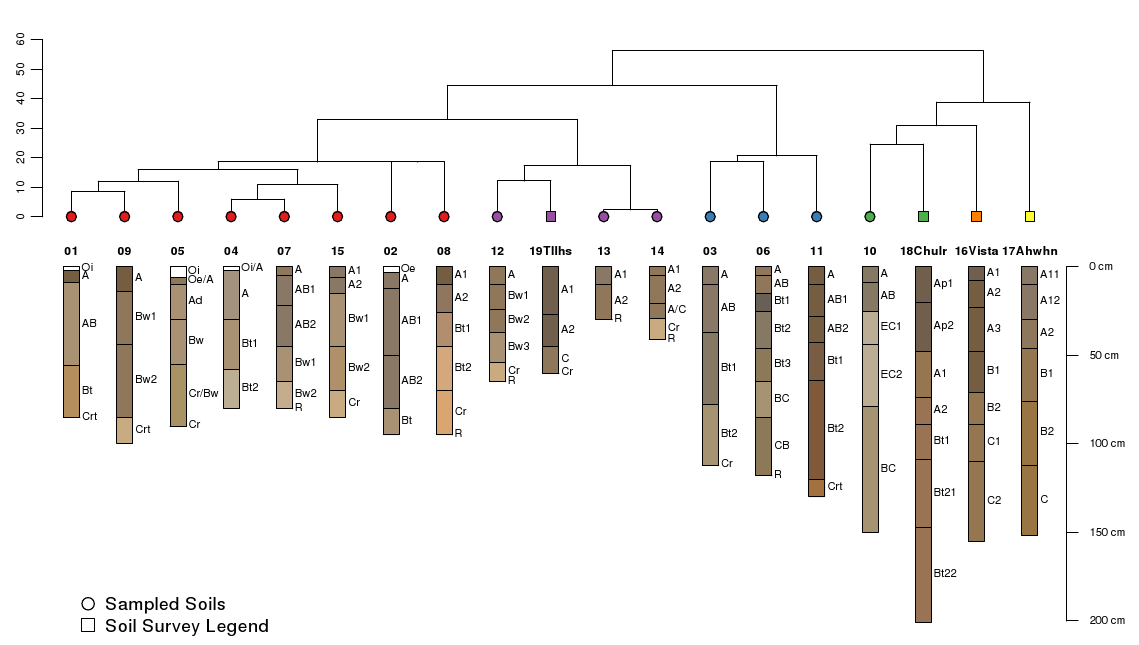 60
50
40
30
20
10
0
01 09 05 04 07 15 02 08 12 19Tllhs 13 14 03 06 11 10 18Chulr 16Vista 17Ahwhn
Oi A AB Bt Crt
A Bw1 Bw2 Crt
Oi Oe/A Ad Bw Cr/Bw Cr
Oi/A A Bt1 Bt2
A AB1 AB2 Bw1 Bw2 R
A1 A2 Bw1 Bw2 Cr
Oe A AB1 AB2 Bt
A1 A2 Bt1 Bt2 Cr R
A Bw1 Bw2 Bw3 Cr R
A1 A2 C Cr
A1 A2 R
A1 A2 A/C Cr R
A AB Bt1 Bt2 Cr
A AB Bt1 Bt2 Bt3 BC CB R
A AB1 AB2 Bt1 Bt2 Crt
A AB EC1 EC2 BC
Ap1 Ap2 A1 A2 Bt1 Bt21 Bt22
A1 A2 A3 B1 B2 C1 C2
A11 A12 A2 B1 B2 C
0 cm
50 cm
100 cm
150 cm
200 cm
Sampled Soils
Soil Survey Legend